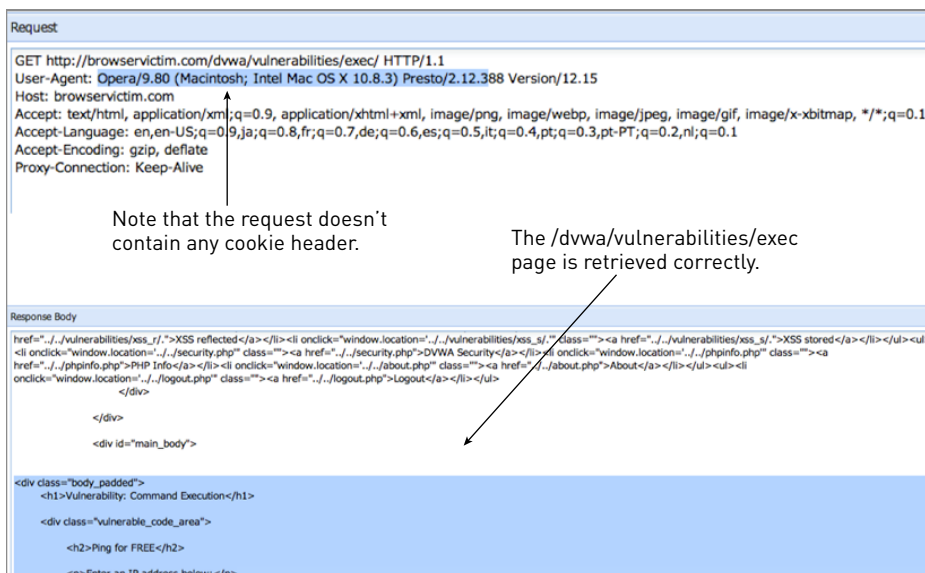 Request
GET http://browservictim.com/dvwa/vulnerabilities/exec/ HTTP/1.1
User-Agent: Opera/9.80 (Macintosh; Intel Mac OS X 10.8.3) Presto/2.12.388 Version/12.15
Host: browservictim.com
Accept: text/html, application/xml;q=0.9, application/xhtml+xml, image/png, image/webp, image/jpeg, image/gif, image/x-xbitmap, */*;q=0.1
Accept-Language: en,en-US;q=0.9,ja;q=0.8,fr;q=0.7,de;q=0.6,es;q=0.5,it;q=0.4,pt;q=0.3,pt-PT;q=0.2,nl;q=0.1
Accept-Encoding: gzip, deflate
Proxy-Connection: Keep-Alive
Note that the request doesn't
contain any cookie header.
The /dvwa/vulnerabilities/exec
page is retrieved correctly.
Response Body
href="../../vulnerabilities/xss_r/.">XSS reflected</a></li><li onclick="window.location='../../vulnerabilities/xss_s/.'" class=""><a href="../../vulnerabilities/xss_s/.">XSS stored</a></li></ul><ul
<li onclick="window.location='../../security.php'" class=""><a href="../../security.php">DVWA Security</a></li><li onclick="window.location='../../phpinfo.php'" class=""><a
href="../../phpinfo.php">PHP Info</a></li><li onclick="window.location='../../about.php'" class=""><a href="../../about.php">About</a></li></ul><ul><li
onclick="window.location='../../logout.php'" class=""><a href="../../logout.php">Logout</a></li></ul>
</div>
</div>
<div id="main_body">
<div class="body_padded">
<h1>Vulnerability: Command Execution</h1>
<div class="vulnerable_code_area">
<h2>Ping for FREE</h2>
<p>Enter an IP address below:</p>